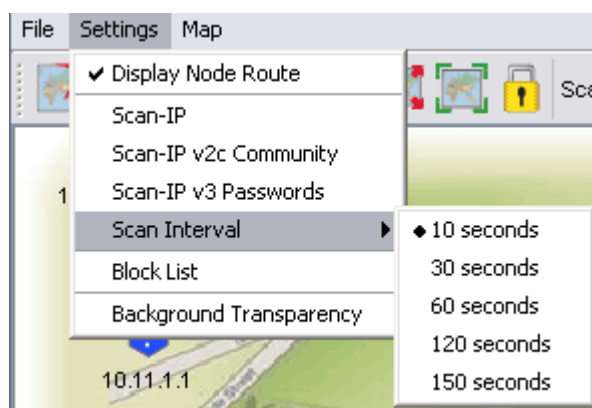 File Settings Map
Display Node Route
Scan-IP
Scan-IP v2c Community
Scan-IP v3 Passwords
Scan Interval
10 seconds
30 seconds
60 seconds
120 seconds
150 seconds
Block List
Background Transparency
10.11.1.1